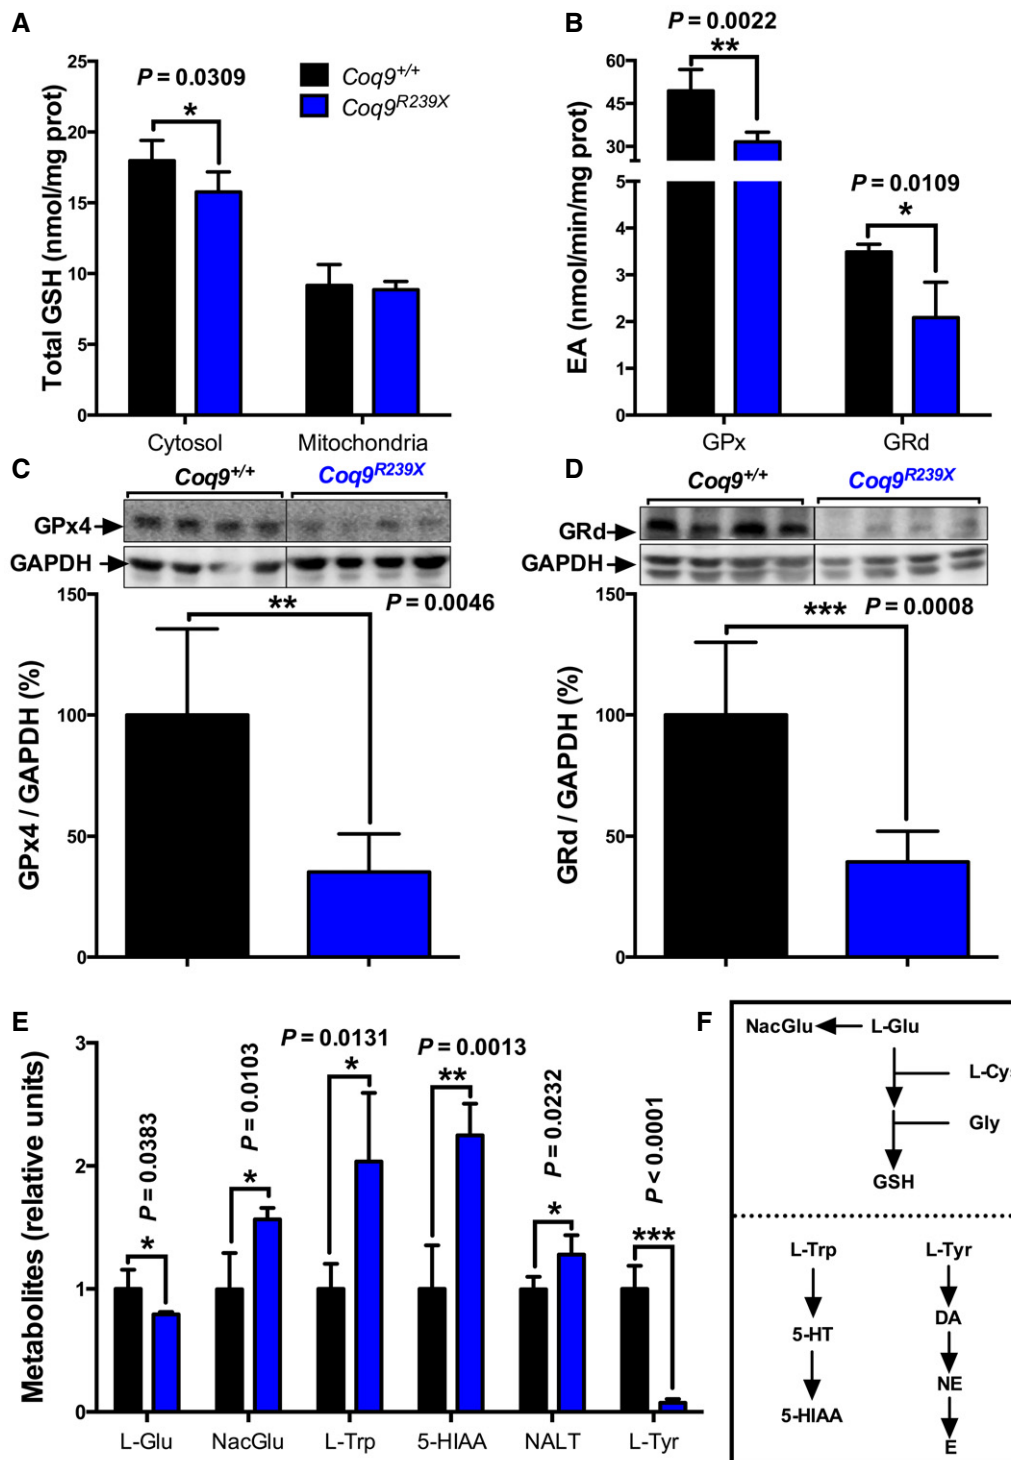 A
Total GSH (nmol/mg prot)
25
20
15
10
5
0
P = 0.0309
*
Coq9+/+
Coq9R239X
Cytosol
Mitochondria
B
EA (nmol/min/mg prot)
60
45
30
5
4
3
2
1
0
P = 0.0022
**
P = 0.0109
*
GPx
GRd
C
Coq9+/+
Coq9R239X
GPx4
GAPDH
GPx4 / GAPDH (%)
150
100
50
0
**
P = 0.0046
D
Coq9+/+
Coq9R239X
GRd
GAPDH
GRd / GAPDH (%)
150
100
50
0
***
P = 0.0008
E
Metabolites (relative units)
3
2
1
0
P = 0.0383
*
P = 0.0103
*
P = 0.0131
*
P = 0.0013
**
P = 0.0232
*
P < 0.0001
***
L-Glu
NacGlu
L-Trp
5-HIAA
NALT
L-Tyr
F
NacGlu
L-Glu
L-Cys
Gly
GSH
L-Trp
5-HT
5-HIAA
L-Tyr
DA
NE
E